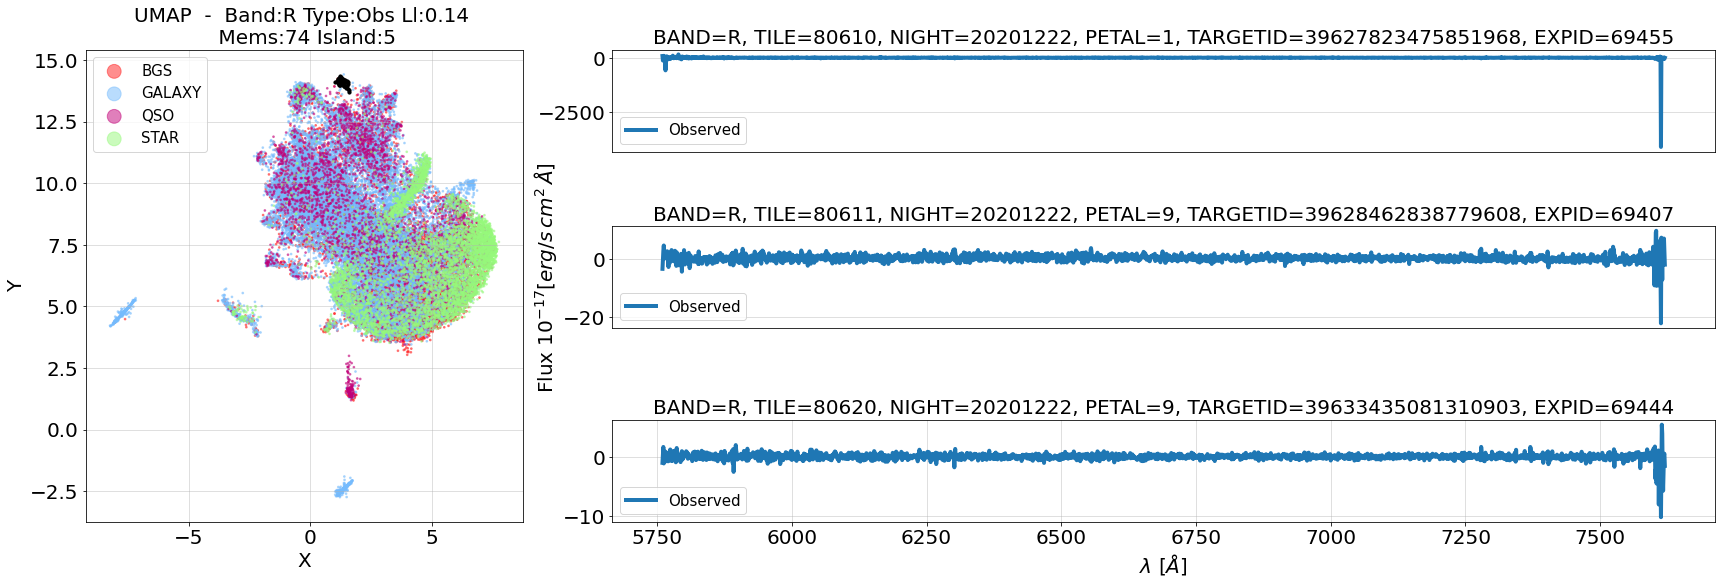 UMAP - Band:R Type:Obs Ll:0.14
Mems:74 Island:5
15.0
12.5
10.0
7.5
5.0
2.5
0.0
−2.5
Y
BGS
GALAXY
QSO
STAR
−5
0
5
X
BAND=R, TILE=80610, NIGHT=20201222, PETAL=1, TARGETID=39627823475851968, EXPID=69455
0
−2500
Observed
Flux 10⁻¹⁷[erg/s cm² Å]
BAND=R, TILE=80611, NIGHT=20201222, PETAL=9, TARGETID=39628462838779608, EXPID=69407
0
−20
Observed
BAND=R, TILE=80620, NIGHT=20201222, PETAL=9, TARGETID=39633435081310903, EXPID=69444
0
−10
Observed
5750
6000
6250
6500
6750
7000
7250
7500
λ [Å]